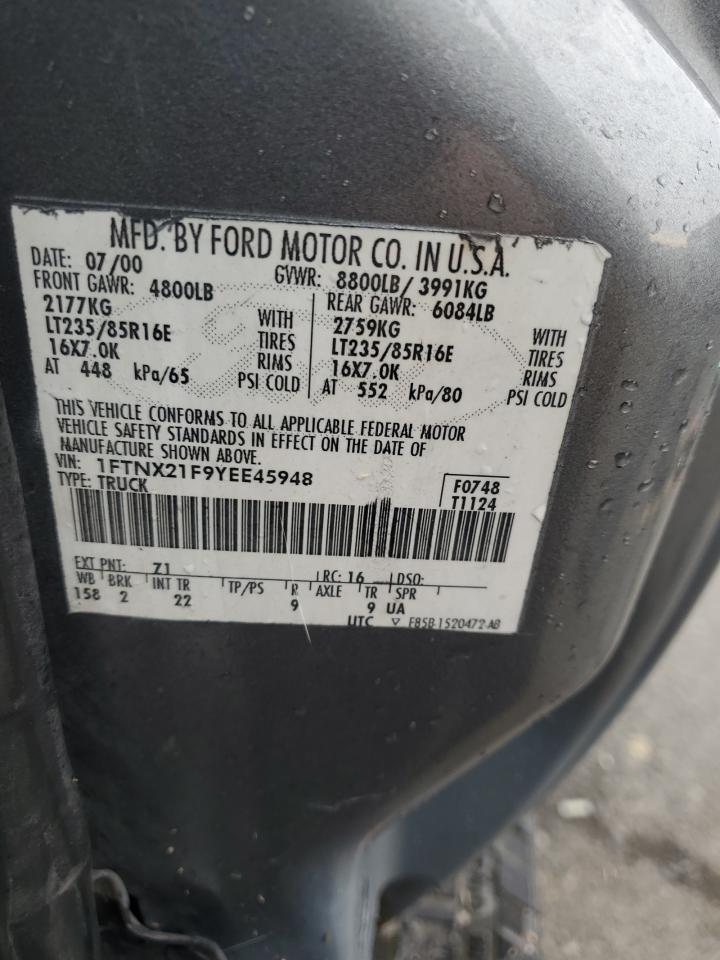 MFD. BY FORD MOTOR CO. IN U.S.A.
DATE: 07/00 GVWR: 8800LB/ 3991KG
FRONT GAWR: 4800LB REAR GAWR: 6084LB
2177KG WITH 2759KG WITH
LT235/85R16E TIRES LT235/85R16E TIRES
16X7.0K RIMS 16X7.0K RIMS
AT 448 kPa/65 PSI COLD AT 552 kPa/80 PSI COLD
THIS VEHICLE CONFORMS TO ALL APPLICABLE FEDERAL MOTOR
VEHICLE SAFETY STANDARDS IN EFFECT ON THE DATE OF
MANUFACTURE SHOWN ABOVE.
VIN: 1FTNX21F9YEE45948 F0748
TYPE: TRUCK T1124
EXT PNT: Z1 RC: 16 DSO:
WB BRK INT TR TP/PS R AXLE TR SPR
158 2 22 9 9 UA
UTC ▽ F85B-1520472-AB